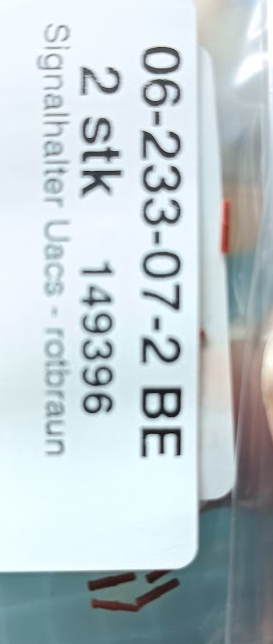 06-233-07-2 BE
2 stk 149396
Signalhalter Uacs - rotbraun